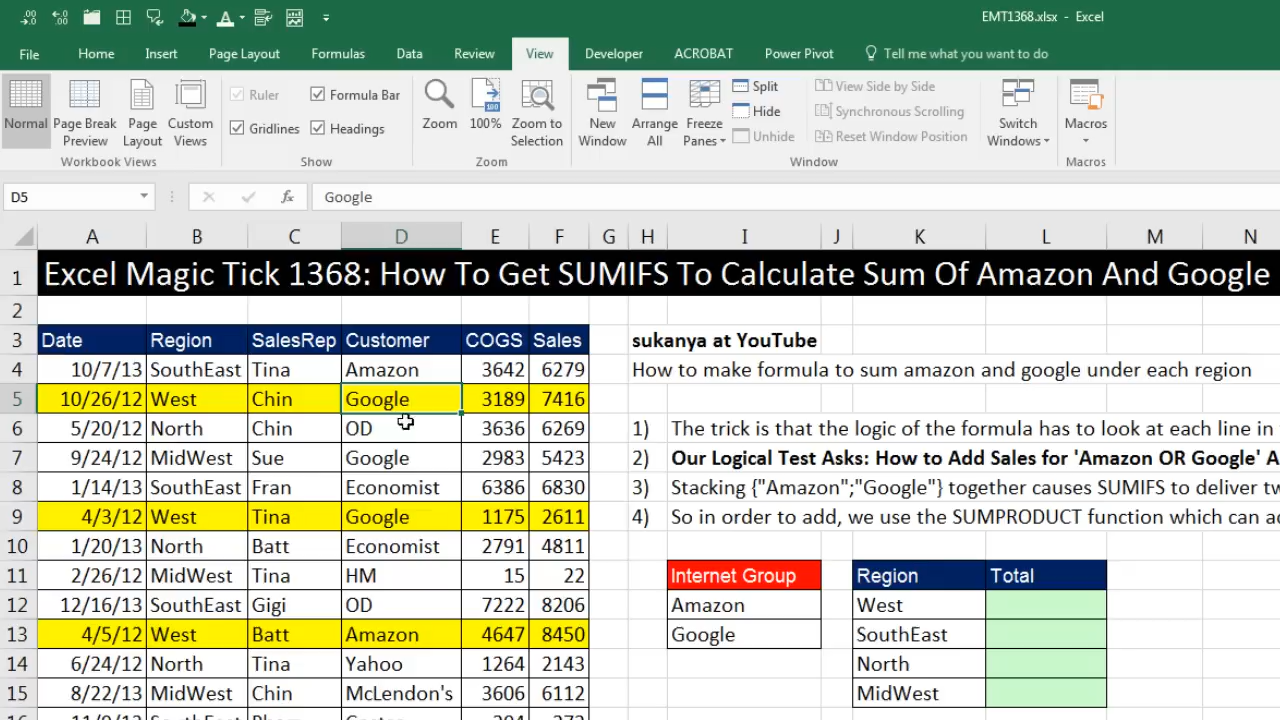 EMT1368.xlsx - Excel
File Home Insert Page Layout Formulas Data Review View Developer ACROBAT Power Pivot Tell me what you want to do
Normal
Page Break Preview
Page Layout
Custom Views
Workbook Views
Ruler
Formula Bar
Gridlines
Headings
Show
Zoom
100%
Zoom to Selection
Zoom
New Window
Arrange All
Freeze Panes
Split
Hide
Unhide
View Side by Side
Synchronous Scrolling
Reset Window Position
Window
Switch Windows
Macros
Macros
D5 fx Google
A B C D E F G H I J K L M N
1 Excel Magic Tick 1368: How To Get SUMIFS To Calculate Sum Of Amazon And Google
2
3 Date Region SalesRep Customer COGS Sales sukanya at YouTube
4 10/7/13 SouthEast Tina Amazon 3642 6279 How to make formula to sum amazon and google under each region
5 10/26/12 West Chin Google 3189 7416
6 5/20/12 North Chin OD 3636 6269 1) The trick is that the logic of the formula has to look at each line in
7 9/24/12 MidWest Sue Google 2983 5423 2) Our Logical Test Asks: How to Add Sales for 'Amazon OR Google' A
8 1/14/13 SouthEast Fran Economist 6386 6830 3) Stacking {"Amazon";"Google"} together causes SUMIFS to deliver tw
9 4/3/12 West Tina Google 1175 2611 4) So in order to add, we use the SUMPRODUCT function which can a
10 1/20/13 North Batt Economist 2791 4811
11 2/26/12 MidWest Tina HM 15 22 Internet Group Region Total
12 12/16/13 SouthEast Gigi OD 7222 8206 Amazon West
13 4/5/12 West Batt Amazon 4647 8450 Google SouthEast
14 6/24/12 North Tina Yahoo 1264 2143 North
15 8/22/13 MidWest Chin McLendon's 3606 6112 MidWest